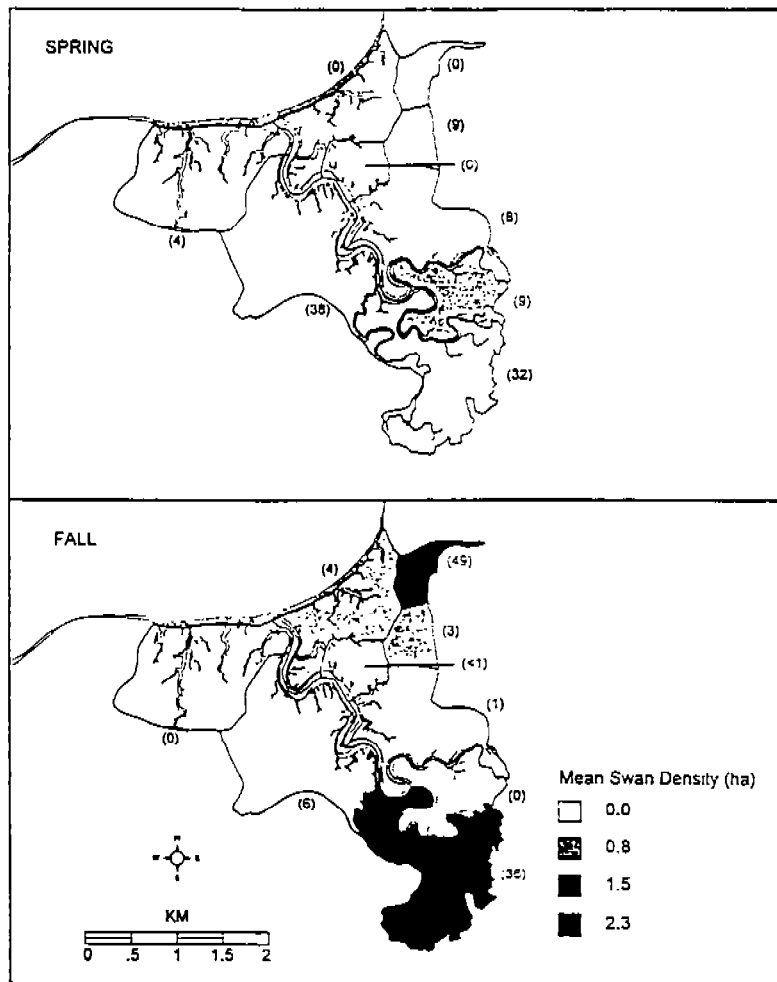 SPRING
(0)
(0)
(9)
(0)
(8)
(4)
(9)
(38)
(32)
FALL
(4)
(49)
(3)
(<1)
(1)
(0)
(0)
(6)
(36)
Mean Swan Density (ha)
0.0
0.8
1.5
2.3
N
W E
S
KM
0 .5 1 1.5 2